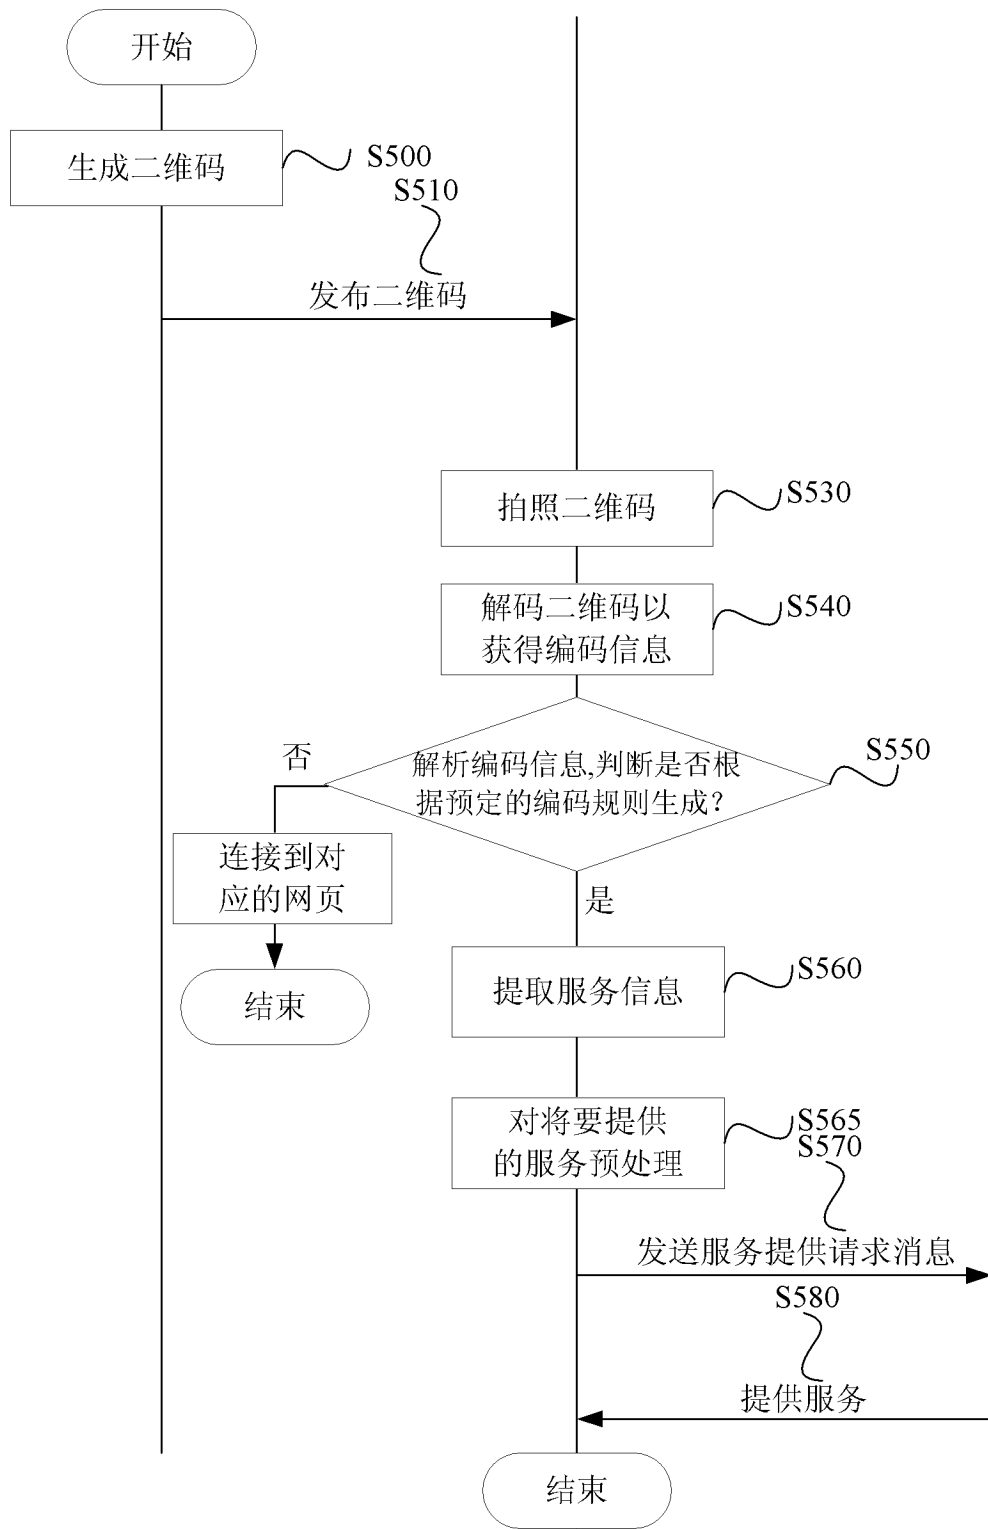 开始
生成二维码
S500
S510
发布二维码
拍照二维码
S530
解码二维码以
获得编码信息
S540
解析编码信息,判断是否根
据预定的编码规则生成？
S550
否
连接到对
应的网页
结束
是
提取服务信息
S560
对将要提供
的服务预处理
S565
S570
发送服务提供请求消息
S580
提供服务
结束